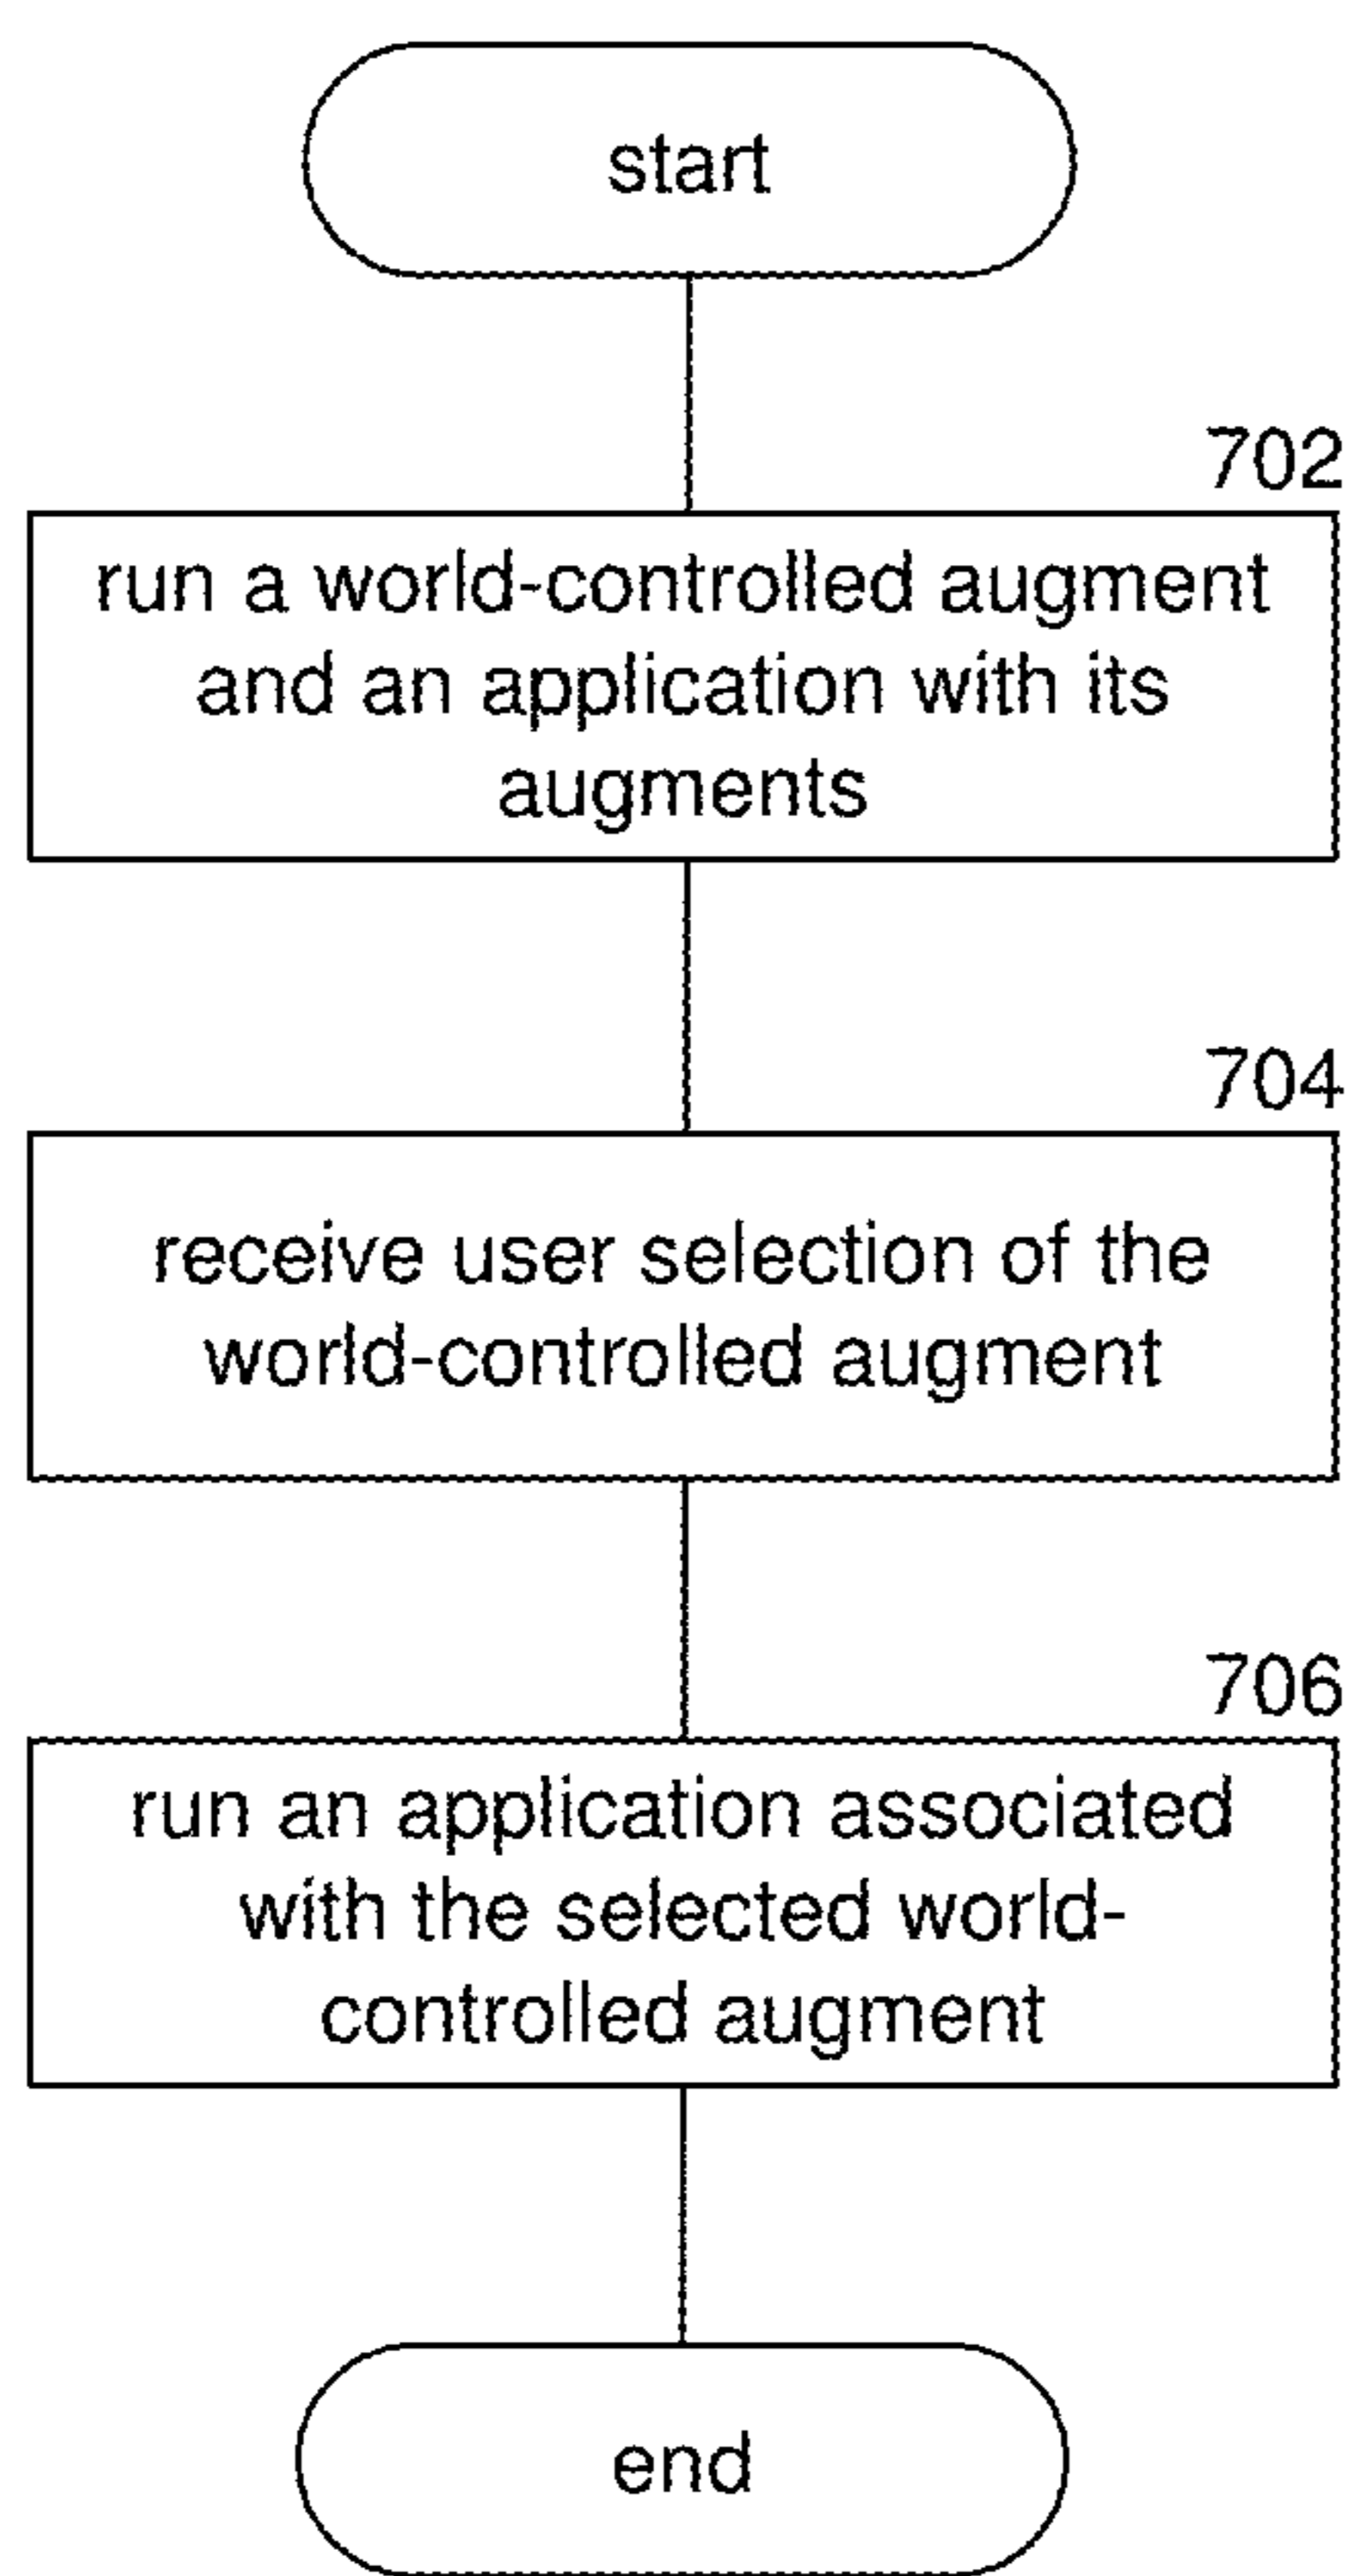 start
702
run a world-controlled augment
and an application with its
augments
704
receive user selection of the
world-controlled augment
706
run an application associated
with the selected world-
controlled augment
end